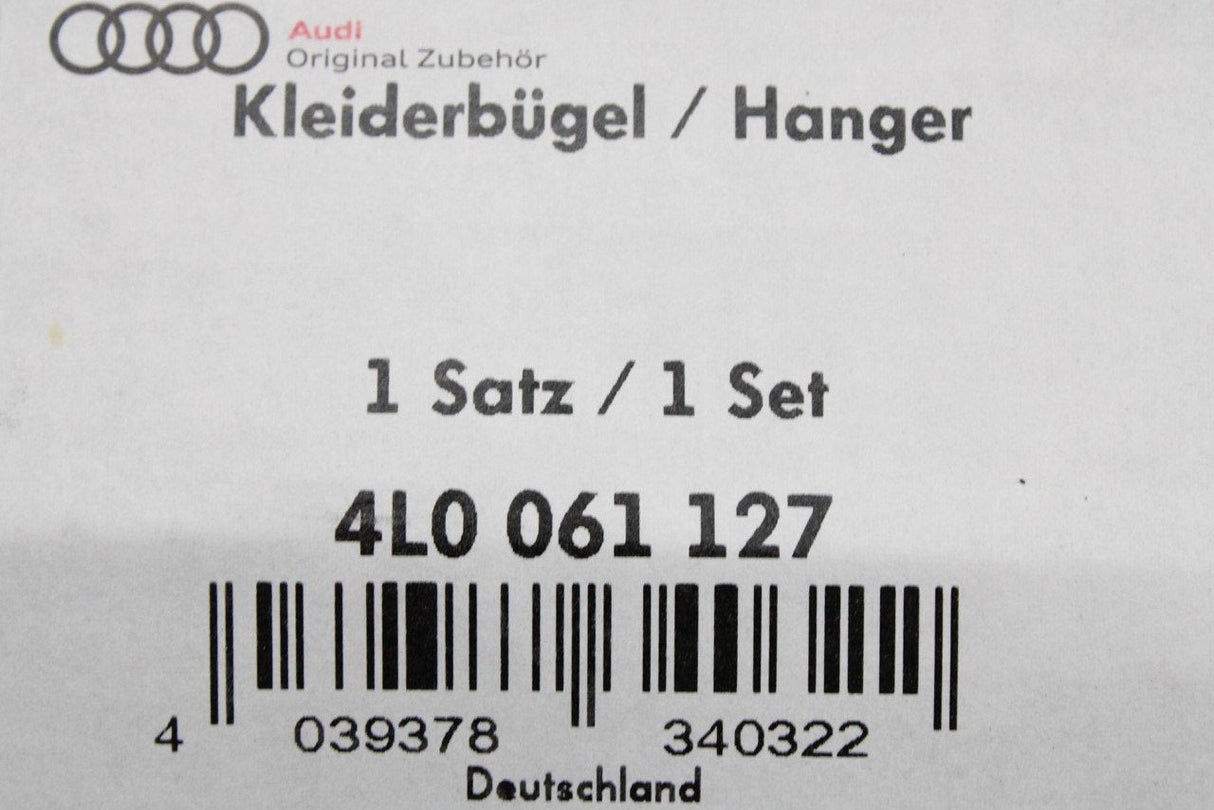 Audi
Original Zubehör
Kleiderbügel / Hanger
1 Satz / 1 Set
4L0 061 127
4 039378 340322
Deutschland